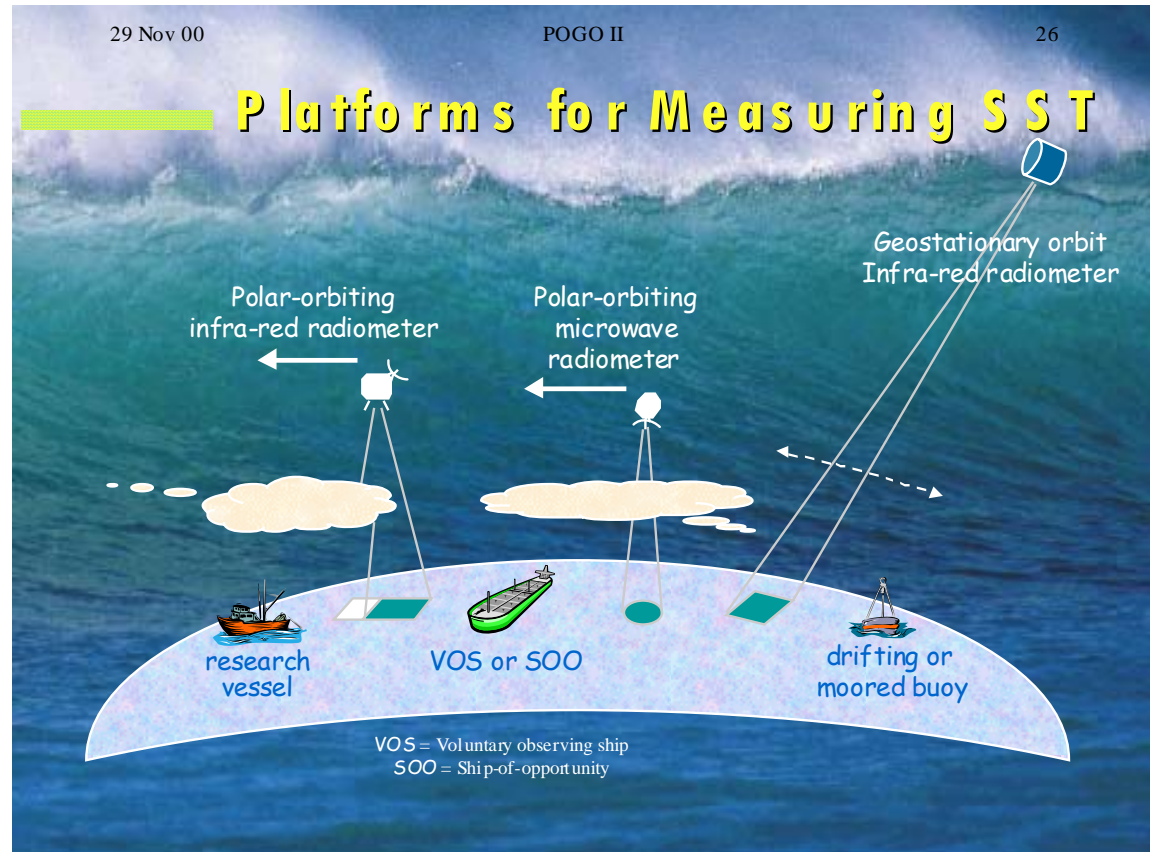 29 Nov 00 POGO II 26
Platforms for Measuring SST
Geostationary orbit
Infra-red radiometer
Polar-orbiting
infra-red radiometer
Polar-orbiting
microwave
radiometer
research
vessel
VOS or SOO
drifting or
moored buoy
VOS = Voluntary observing ship
SOO = Ship-of-opportunity